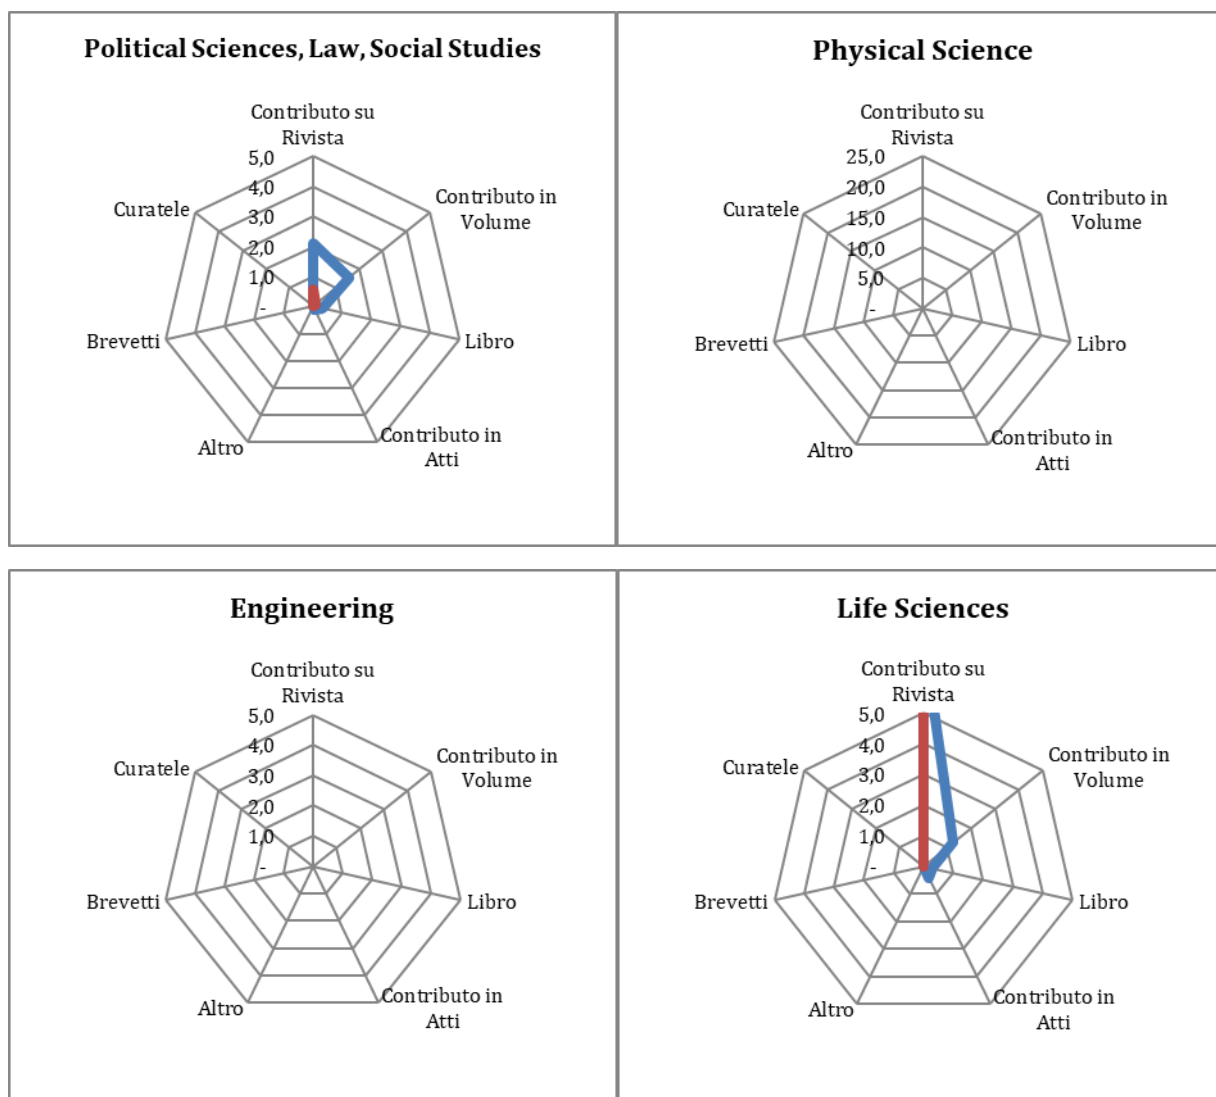 Political Sciences, Law, Social Studies
Contributo su
Rivista
5,0
4,0
3,0
2,0
1,0
-
Contributo in
Volume
Libro
Contributo in
Atti
Altro
Brevetti
Curatele
Physical Science
Contributo su
Rivista
25,0
20,0
15,0
10,0
5,0
-
Contributo in
Volume
Libro
Contributo in
Atti
Altro
Brevetti
Curatele
Engineering
Contributo su
Rivista
5,0
4,0
3,0
2,0
1,0
-
Contributo in
Volume
Libro
Contributo in
Atti
Altro
Brevetti
Curatele
Life Sciences
Contributo su
Rivista
5,0
4,0
3,0
2,0
1,0
-
Contributo in
Volume
Libro
Contributo in
Atti
Altro
Brevetti
Curatele